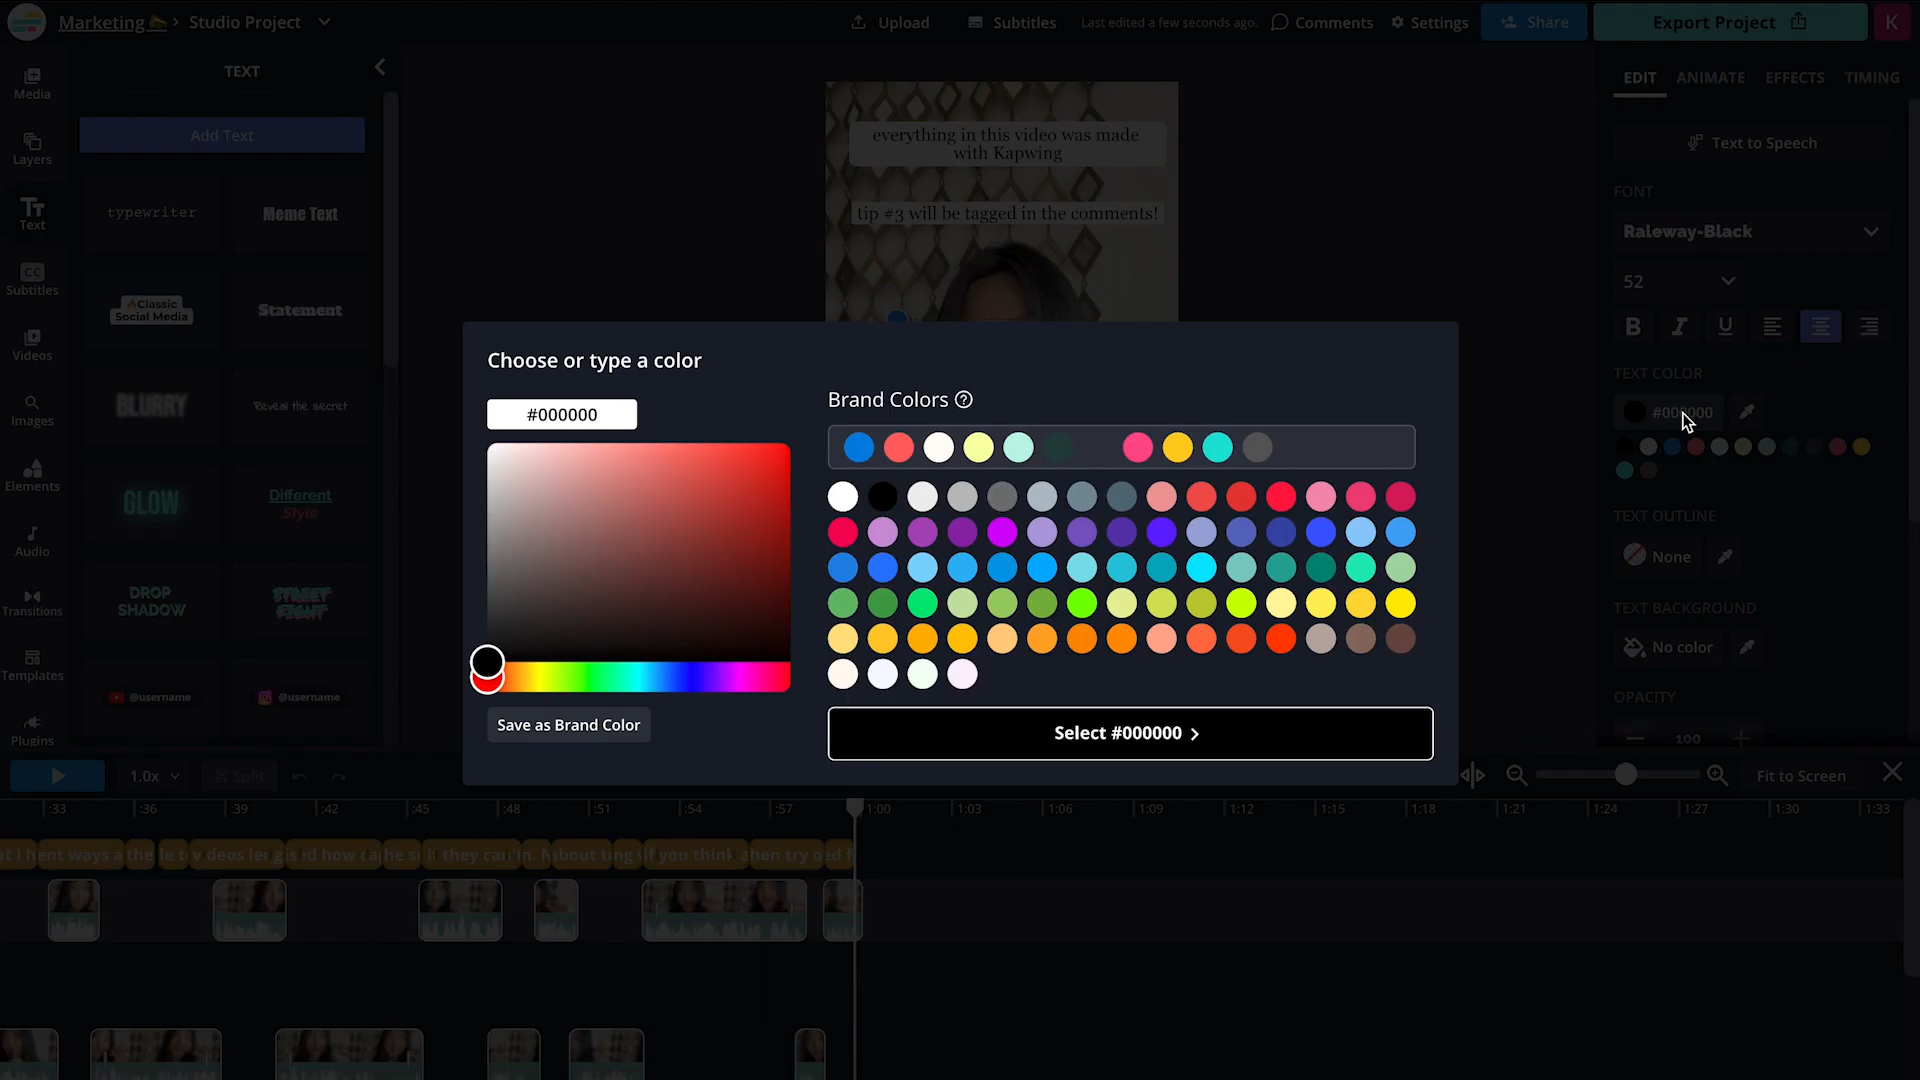 Marketing
Studio Project
Upload
Subtitles
Last edited a few seconds ago.
Comments
Settings
Share
Export Project
K
Media
Layers
Text
Subtitles
Videos
Images
Elements
Audio
Transitions
Templates
Plugins
TEXT
Add Text
typewriter
Meme Text
Classic
Social Media
Statement
BLURRY
Reveal the secret
GLOW
Different
Style
DROP
SHADOW
STREET
FIGHT
@username
@username
everything in this video was made
with Kapwing
tip #3 will be tagged in the comments!
Choose or type a color
#000000
Save as Brand Color
Brand Colors
Select #000000
EDIT
ANIMATE
EFFECTS
TIMING
Text to Speech
FONT
Raleway-Black
52
B
I
U
TEXT COLOR
#000000
TEXT OUTLINE
None
TEXT BACKGROUND
No color
OPACITY
100
1.0x
Split
Fit to Screen
:33
:36
:39
:42
:45
:48
:51
:54
:57
1:00
1:03
1:06
1:09
1:12
1:15
1:18
1:21
1:24
1:27
1:30
1:33